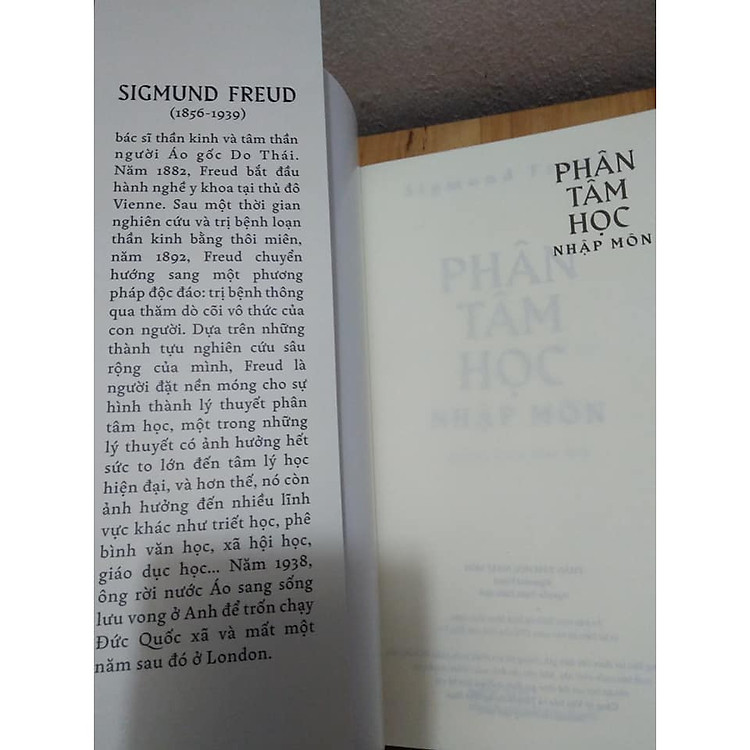 SIGMUND FREUD
(1856-1939)
bác sĩ thần kinh và tâm thần
người Áo gốc Do Thái.
Năm 1882, Freud bắt đầu
hành nghề y khoa tại thủ đô
Vienne. Sau một thời gian
nghiên cứu và trị bệnh loạn
thần kinh bằng thôi miên,
năm 1892, Freud chuyển
hướng sang một phương
pháp độc đáo: trị bệnh thông
qua thăm dò cõi vô thức của
con người. Dựa trên những
thành tựu nghiên cứu sâu
rộng của mình, Freud là
người đặt nền móng cho sự
hình thành lý thuyết phân
tâm học, một trong những
lý thuyết có ảnh hưởng hết
sức to lớn đến tâm lý học
hiện đại, và hơn thế, nó còn
ảnh hưởng đến nhiều lĩnh
vực khác như triết học, phê
bình văn học, xã hội học,
giáo dục học... Năm 1938,
ông rời nước Áo sang sống
lưu vong ở Anh để trốn chạy
Đức Quốc xã và mất một
năm sau đó ở London.
PHÂN
TÂM
HỌC
NHẬP MÔN
Sigmund
PHÂN
TÂM
HỌC
NHẬP MÔN